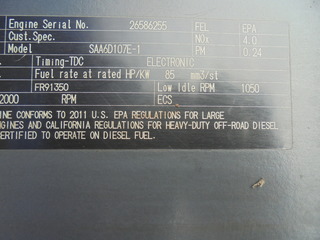 Engine Serial No. 26586255 FEL EPA
Cust.Spec. NOx 4.0
Model SAA6D107E-1 PM 0.24
Timing-TDC ELECTRONIC
Fuel rate at rated HP/KW 85 mm3/st
FR91350 Low Idle RPM 1050
2000 RPM ECS
INE CONFORMS TO 2011 U.S. EPA REGULATIONS FOR LARGE
NGINES AND CALIFORNIA REGULATIONS FOR HEAVY-DUTY OFF-ROAD DIESEL
CERTIFIED TO OPERATE ON DIESEL FUEL.